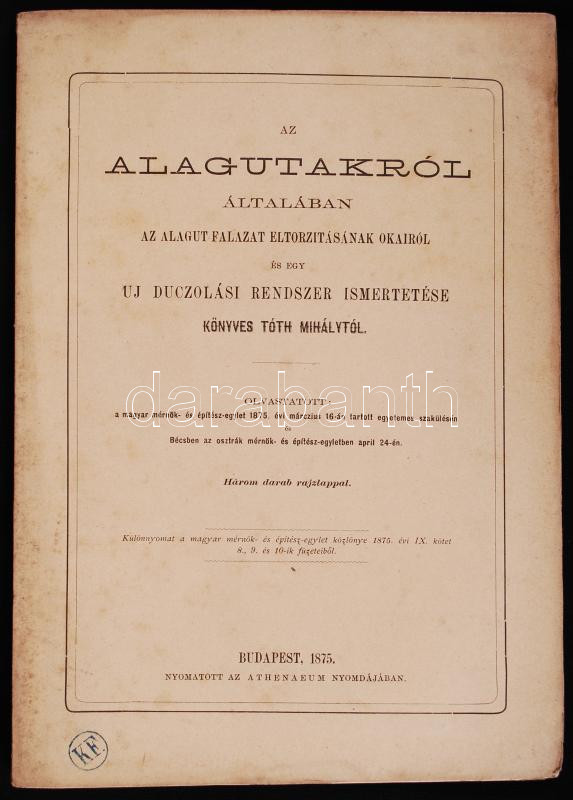 AZ
ALAGUTAKRÓL
ÁLTALÁBAN
AZ ALAGUT-FALAZAT ELTORZITÁSÁNAK OKAIRÓL
ÉS EGY
UJ DUCZOLÁSI RENDSZER ISMERTETÉSE
KÖNYVES TÓTH MIHÁLYTÓL.
OLVASTATOTT:
a magyar mérnök- és épitész-egylet 1875. évi márczius 16-án tartott egyetemes szakülésén
és
Bécsben az osztrák mérnök- és épitész-egyletben april 24-én.
darabanth
Három darab rajzlappal.
Különnyomat a magyar mérnök- és épitész-egylet közlönye 1875. évi IX. kötet
8., 9. és 10-ik füzeteiből.
BUDAPEST, 1875.
NYOMATOTT AZ ATHENAEUM NYOMDÁJÁBAN.
KF.